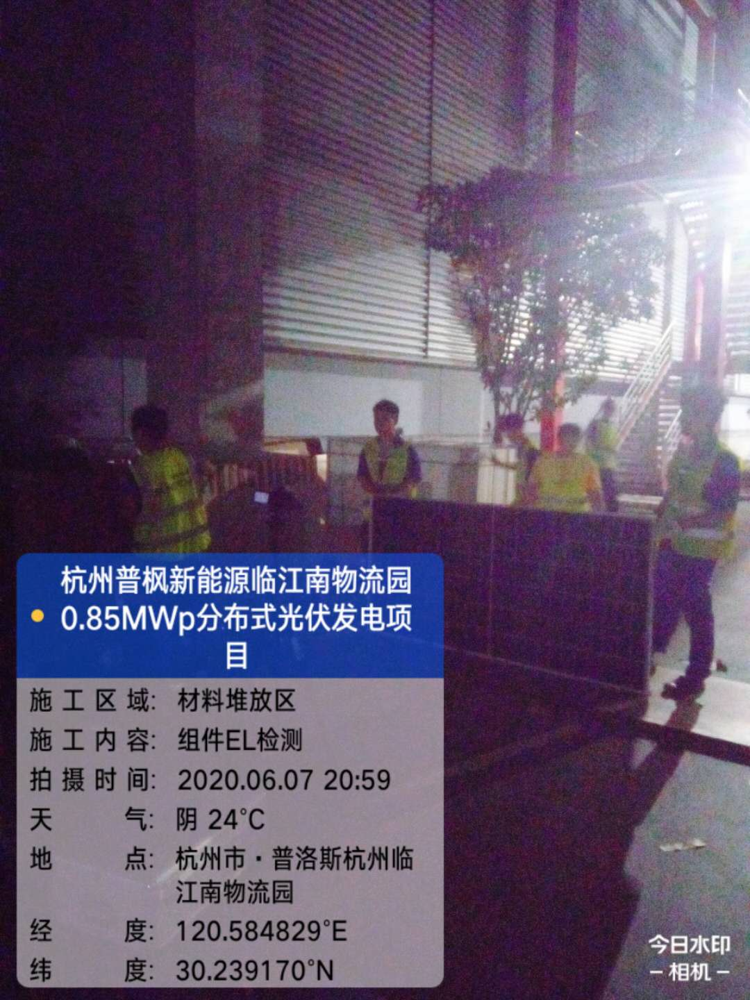 杭州普枫新能源临江南物流园
0.85MWp分布式光伏发电项
目
施工区域: 材料堆放区
施工内容: 组件EL检测
拍摄时间: 2020.06.07 20:59
天气: 阴 24°C
地点: 杭州市·普洛斯杭州临
江南物流园
经度: 120.584829°E
纬度: 30.239170°N
今日水印
-相机-